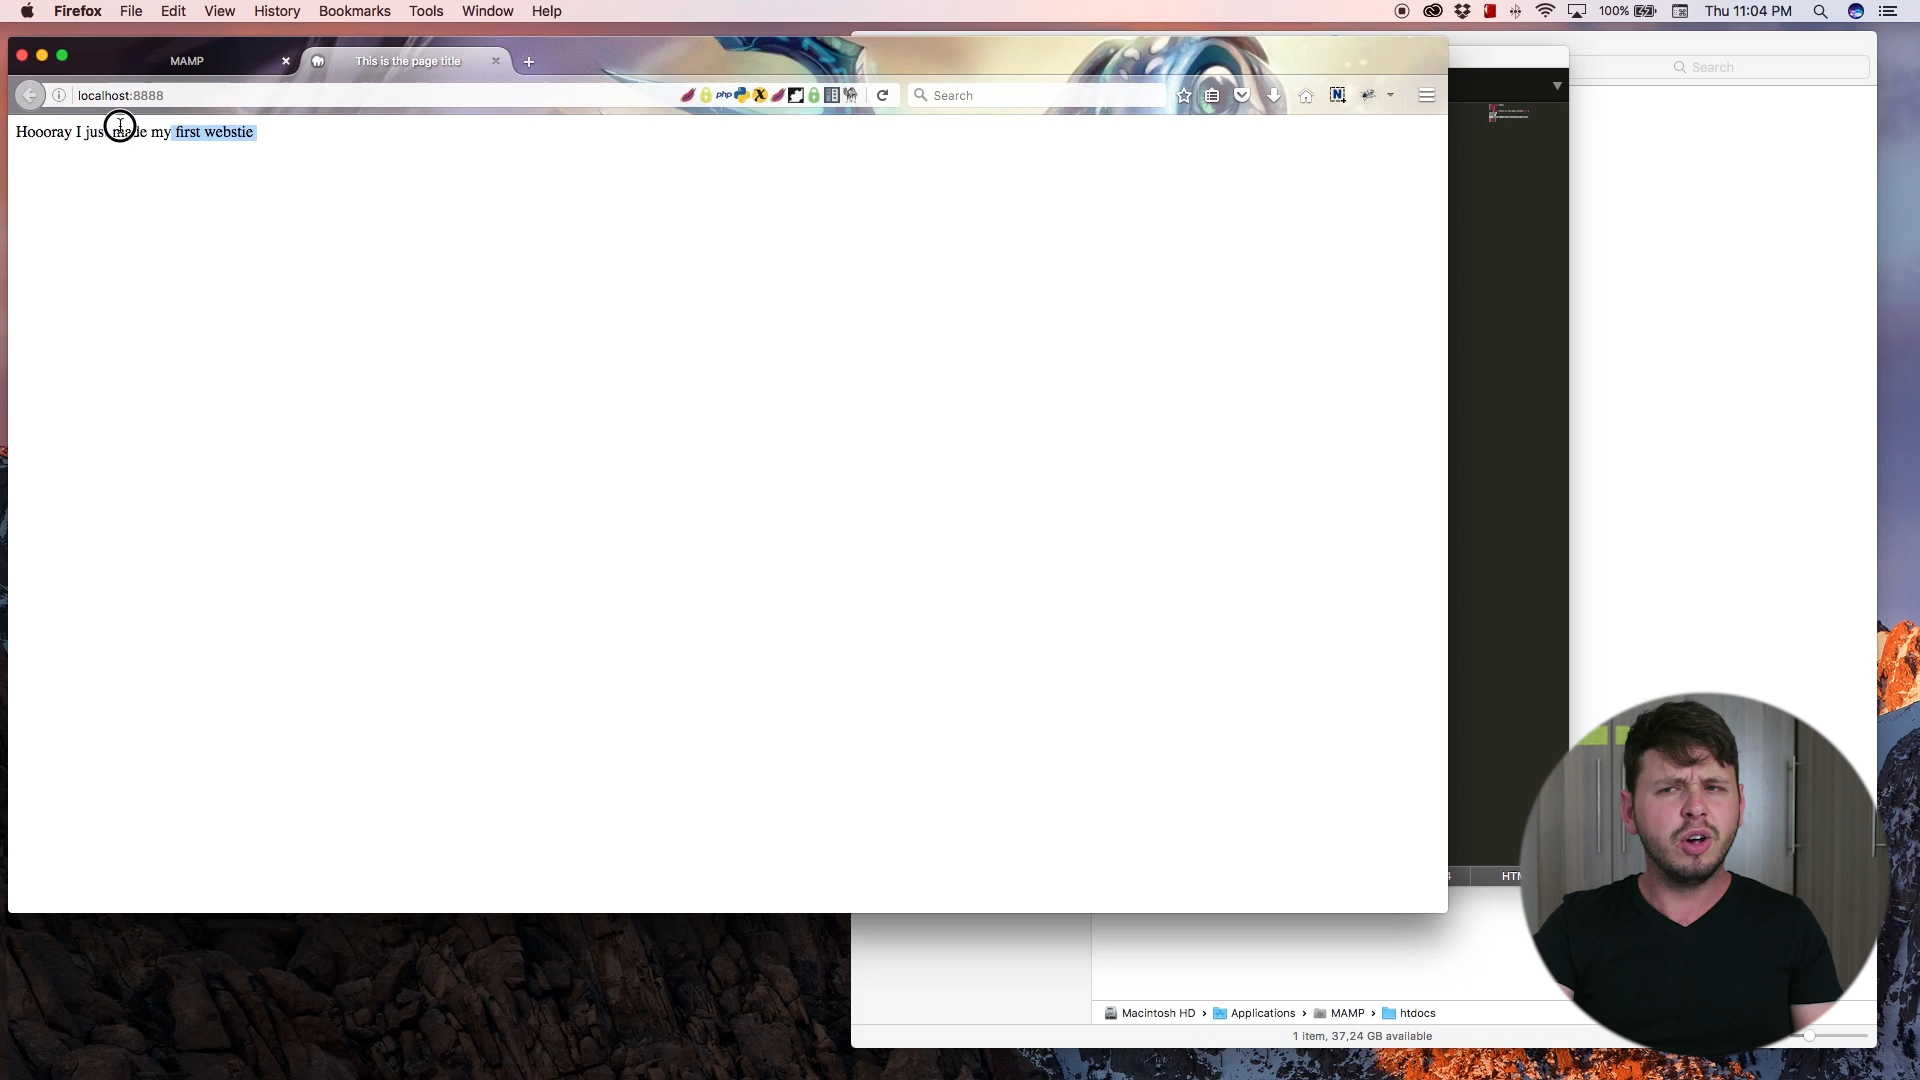 Firefox File Edit View History Bookmarks Tools Window Help 100% Thu 11:04 PM
MAMP This is the page title
localhost:8888 php Search
Search
Hoooray I just made my first webstie
HTM
Macintosh HD › Applications › MAMP › htdocs
1 item, 37,24 GB available